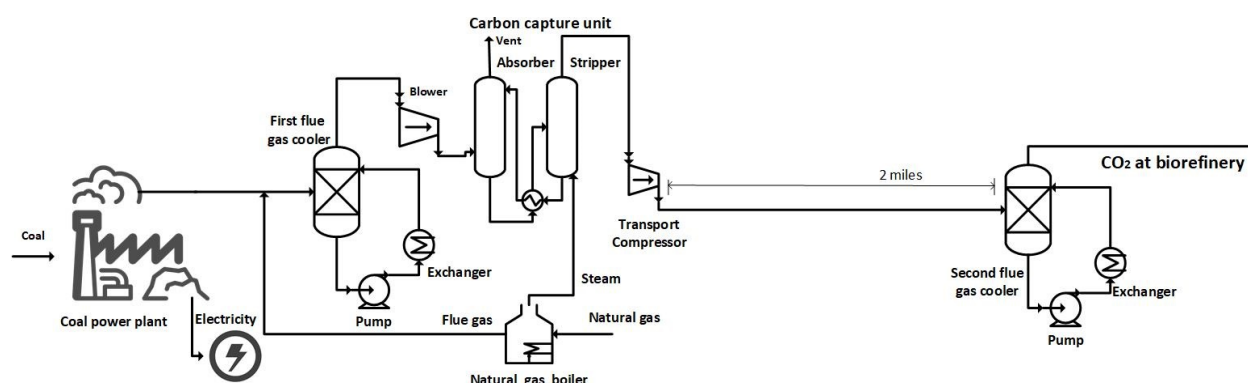 Carbon capture unit
Vent
Absorber
Stripper
Blower
First flue
gas cooler
CO₂ at biorefinery
2 miles
Coal
Transport
Compressor
Steam
Exchanger
Second flue
gas cooler
Exchanger
Coal power plant
Electricity
Pump
Flue gas
Natural gas
Pump
Natural gas boiler